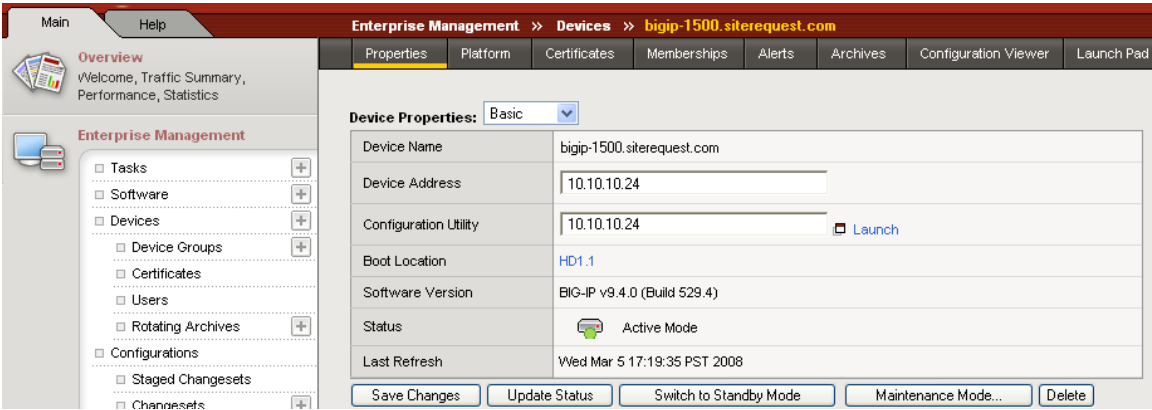 Main
Help
Enterprise Management » Devices » bigip-1500.siterequest.com
Properties Platform Certificates Memberships Alerts Archives Configuration Viewer Launch Pad
Overview
Welcome, Traffic Summary,
Performance, Statistics
Enterprise Management
Tasks
Software
Devices
Device Groups
Certificates
Users
Rotating Archives
Configurations
Staged Changesets
Changesets
Device Properties: Basic
Device Name bigip-1500.siterequest.com
Device Address 10.10.10.24
Configuration Utility 10.10.10.24 Launch
Boot Location HD1.1
Software Version BIG-IP v9.4.0 (Build 529.4)
Status Active Mode
Last Refresh Wed Mar 5 17:19:35 PST 2008
Save Changes Update Status Switch to Standby Mode Maintenance Mode... Delete